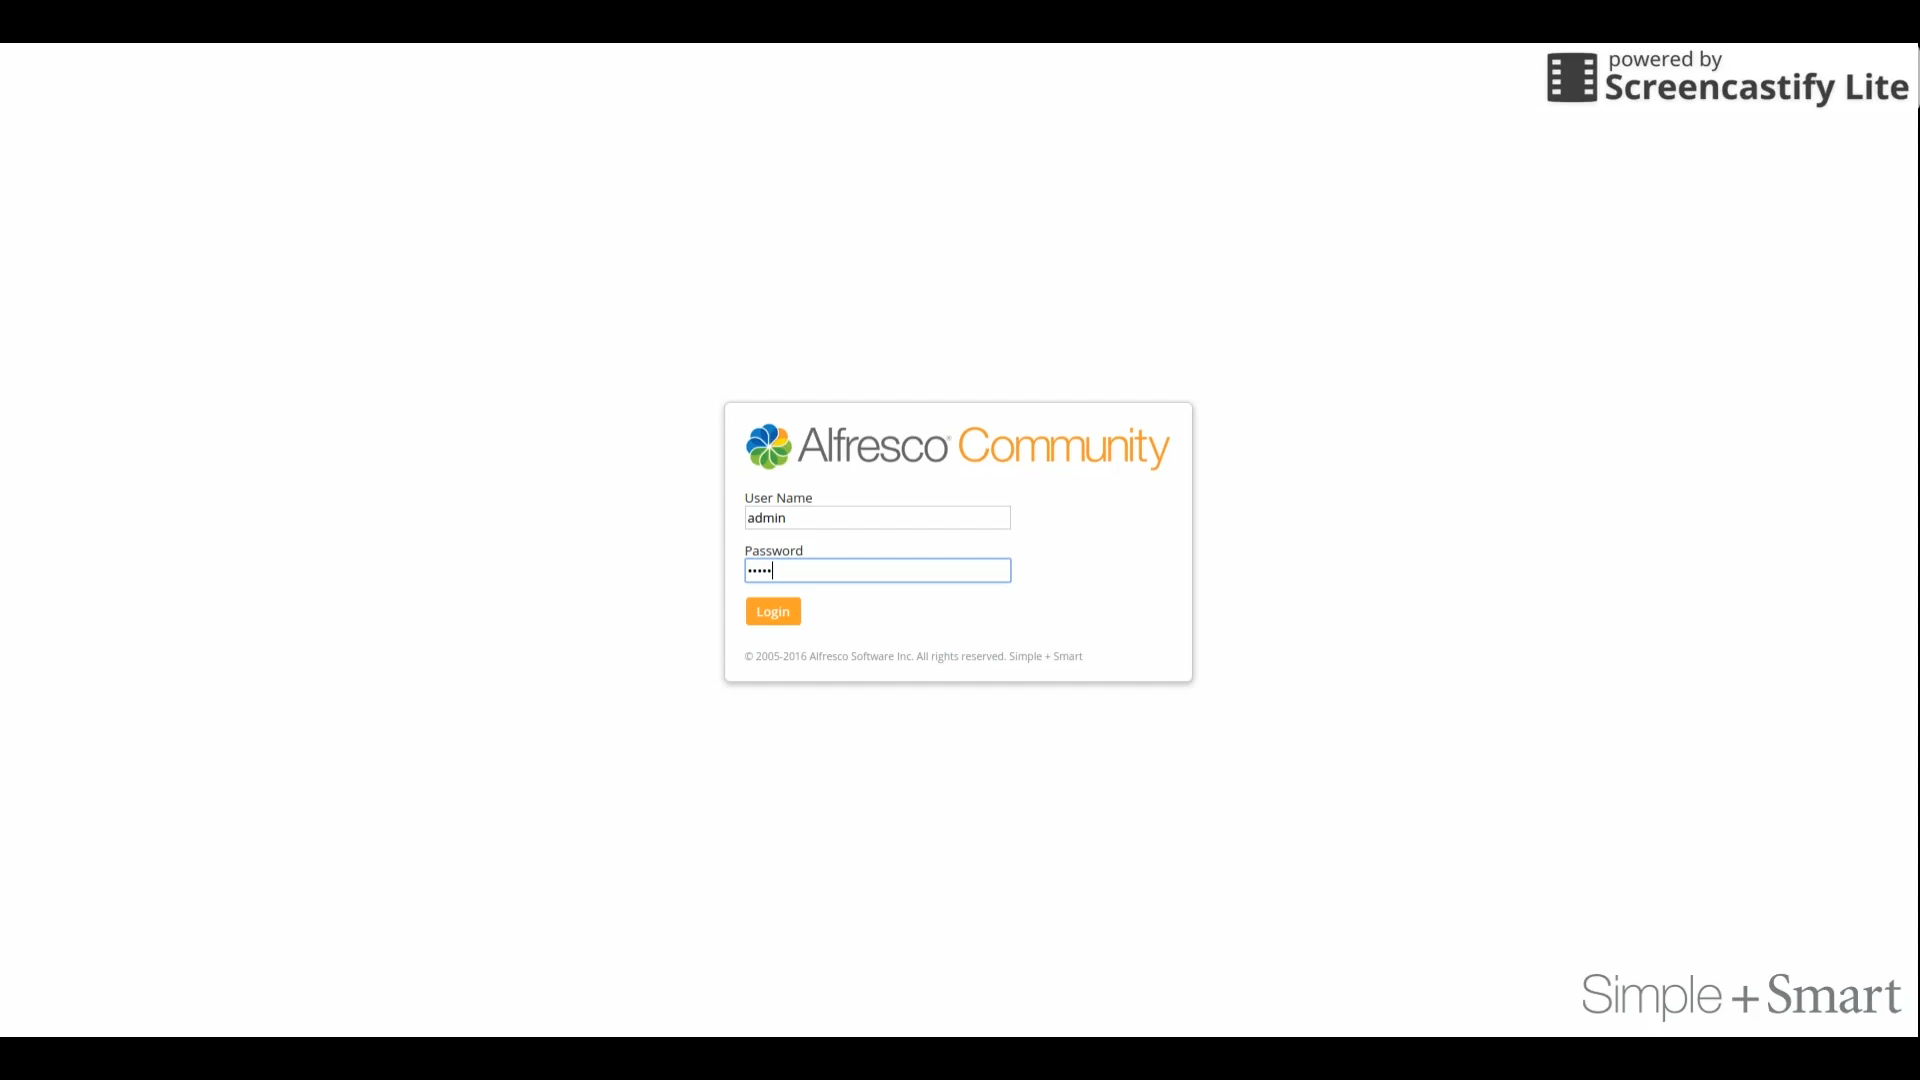 powered by
Screencastify Lite
Alfresco Community
User Name
admin
Password
•••••
Login
© 2005-2016 Alfresco Software Inc. All rights reserved. Simple + Smart
Simple + Smart